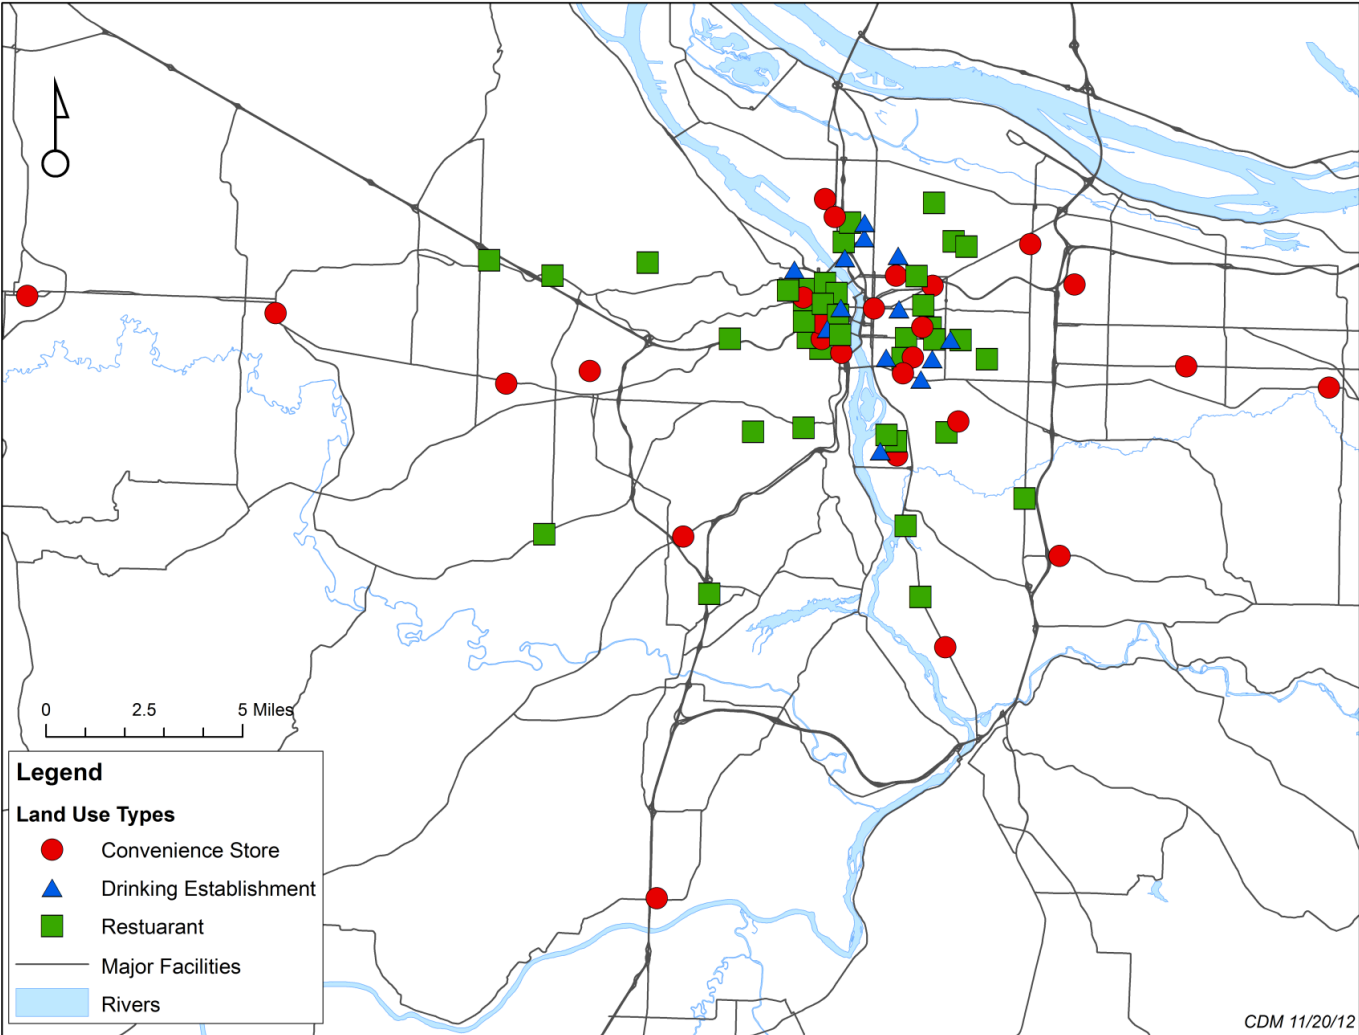 0 2.5 5 Miles
Legend
Land Use Types
Convenience Store
Drinking Establishment
Restuarant
Major Facilities
Rivers
CDM 11/20/12